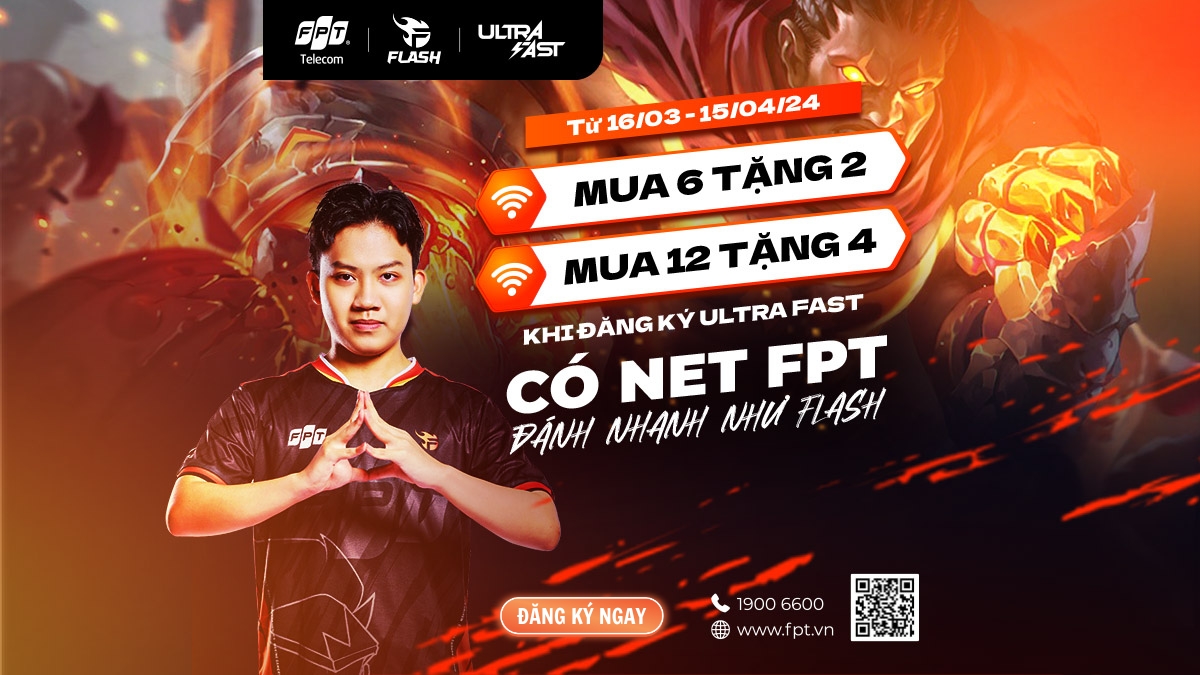 FPT
Telecom
FLASH
ULTRA
FAST
Từ 16/03 - 15/04/24
MUA 6 TẶNG 2
MUA 12 TẶNG 4
KHI ĐĂNG KÝ ULTRA FAST
CÓ NET FPT
ĐÁNH NHANH NHƯ FLASH
FPT
ĐĂNG KÝ NGAY
1900 6600
www.fpt.vn